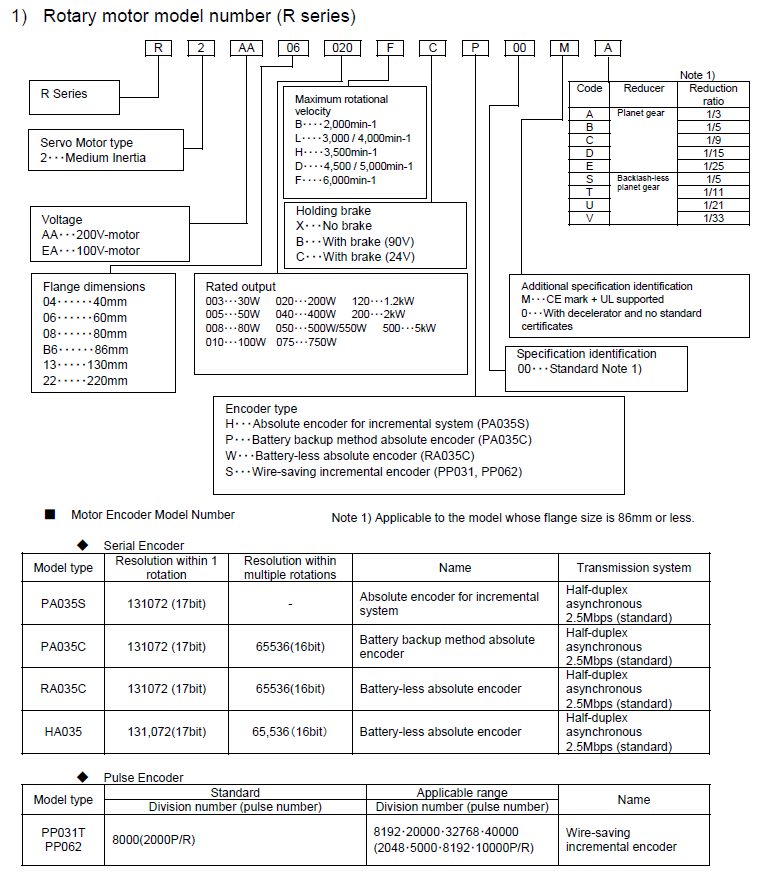 1) Rotary motor model number (R series)
R 2 AA 06 020 F C P 00 M A
R Series
Servo Motor type
2···Medium Inertia
Voltage
AA···200V-motor
EA···100V-motor
Flange dimensions
04······40mm
06······60mm
08······80mm
B6······86mm
13·····130mm
22·····220mm
Maximum rotational
velocity
B····2,000min-1
L····3,000 / 4,000min-1
H····3,500min-1
D····4,500 / 5,000min-1
F····6,000min-1
Holding brake
X···No brake
B···With brake (90V)
C···With brake (24V)
Rated output
003···30W 020···200W 120···1.2kW
005···50W 040···400W 200···2kW
008···80W 050···500W/550W 500···5kW
010···100W 075···750W
Note 1)
Code Reducer Reduction
ratio
A Planet gear 1/3
B 1/5
C 1/9
D 1/15
E 1/25
S Backlash-less 1/5
T planet gear 1/11
U 1/21
V 1/33
Additional specification identification
M···CE mark + UL supported
0···With decelerator and no standard
certificates
Specification identification
00···Standard Note 1)
Encoder type
H···Absolute encoder for incremental system (PA035S)
P···Battery backup method absolute encoder (PA035C)
W···Battery-less absolute encoder (RA035C)
S···Wire-saving incremental encoder (PP031, PP062)
■ Motor Encoder Model Number
Note 1) Applicable to the model whose flange size is 86mm or less.
◆ Serial Encoder
Model type Resolution within 1 Resolution within Name Transmission system
rotation multiple rotations
PA035S 131072 (17bit) - Absolute encoder for incremental Half-duplex
system asynchronous
2.5Mbps (standard)
PA035C 131072 (17bit) 65536(16bit) Battery backup method absolute Half-duplex
encoder asynchronous
2.5Mbps (standard)
RA035C 131072 (17bit) 65536(16bit) Battery-less absolute encoder Half-duplex
asynchronous
2.5Mbps (standard)
HA035 131,072(17bit) 65,536(16bit) Battery-less absolute encoder Half-duplex
asynchronous
2.5Mbps (standard)
◆ Pulse Encoder
Model type Standard Applicable range Name
Division number (pulse number) Division number (pulse number)
PP031T 8000(2000P/R) 8192·20000·32768·40000 Wire-saving
PP062 (2048·5000·8192·10000P/R) incremental encoder